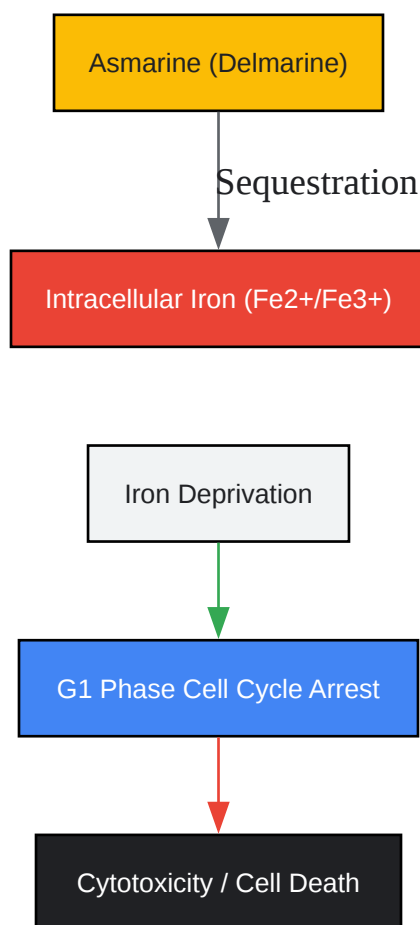 Asmarine (Delmarine)
Sequestration
Intracellular Iron (Fe2+/Fe3+)
Iron Deprivation
G1 Phase Cell Cycle Arrest
Cytotoxicity / Cell Death